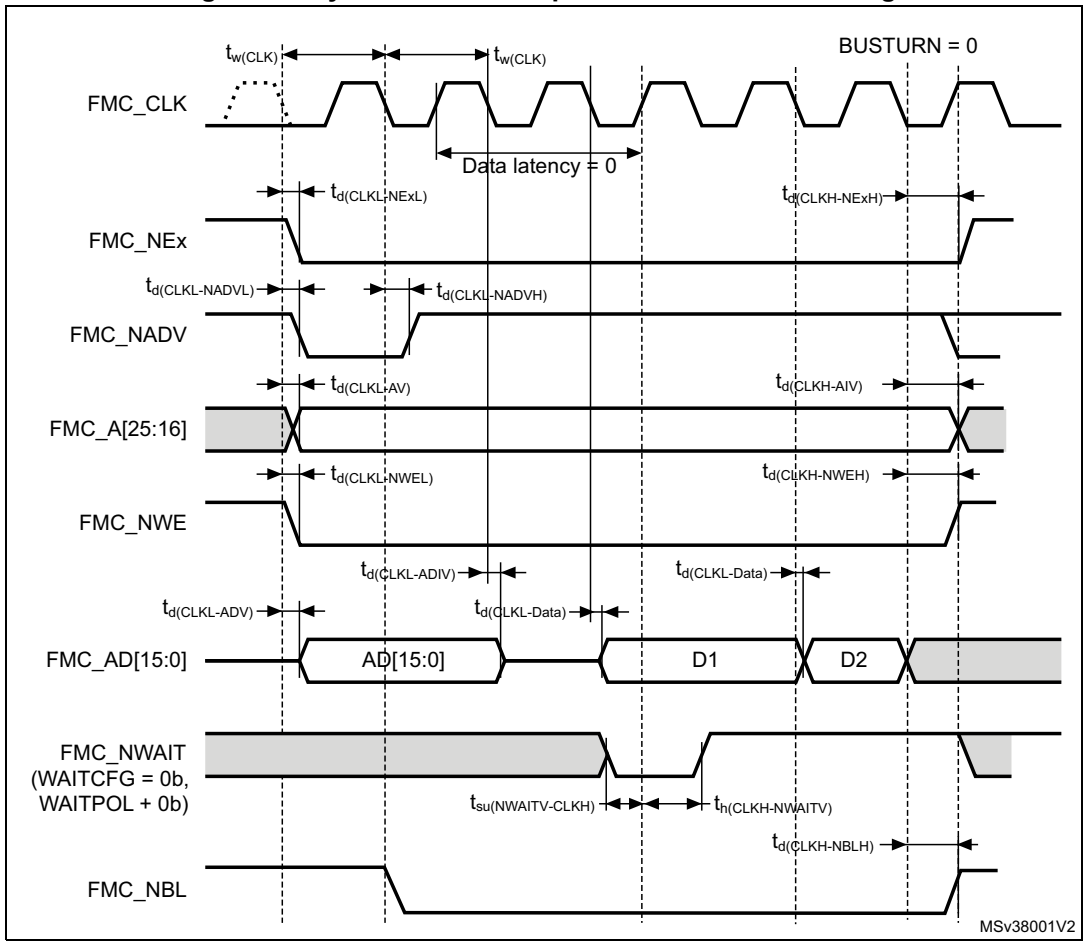 BUSTURN = 0
tw(CLK) tw(CLK)
FMC_CLK
Data latency = 0
td(CLKL-NExL) td(CLKH-NExH)
FMC_NEx
td(CLKL-NADVL) td(CLKL-NADVH)
FMC_NADV
td(CLKL-AV) td(CLKH-AIV)
FMC_A[25:16]
td(CLKL-NWEL) td(CLKH-NWEH)
FMC_NWE
td(CLKL-ADIV) td(CLKL-Data)
td(CLKL-ADV) td(CLKL-Data)
FMC_AD[15:0] AD[15:0] D1 D2
FMC_NWAIT
(WAITCFG = 0b,
WAITPOL + 0b)
tsu(NWAITV-CLKH) th(CLKH-NWAITV)
td(CLKH-NBLH)
FMC_NBL
MSv38001V2